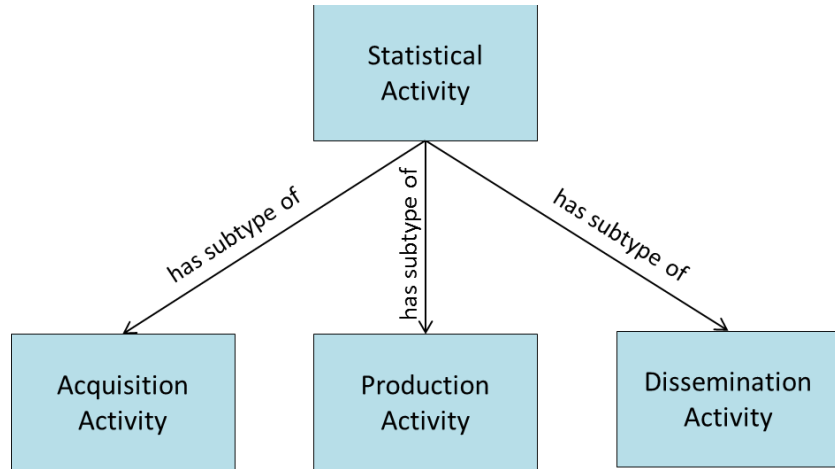 Statistical
Activity
has subtype of
has subtype of
has subtype of
Acquisition
Activity
Production
Activity
Dissemination
Activity